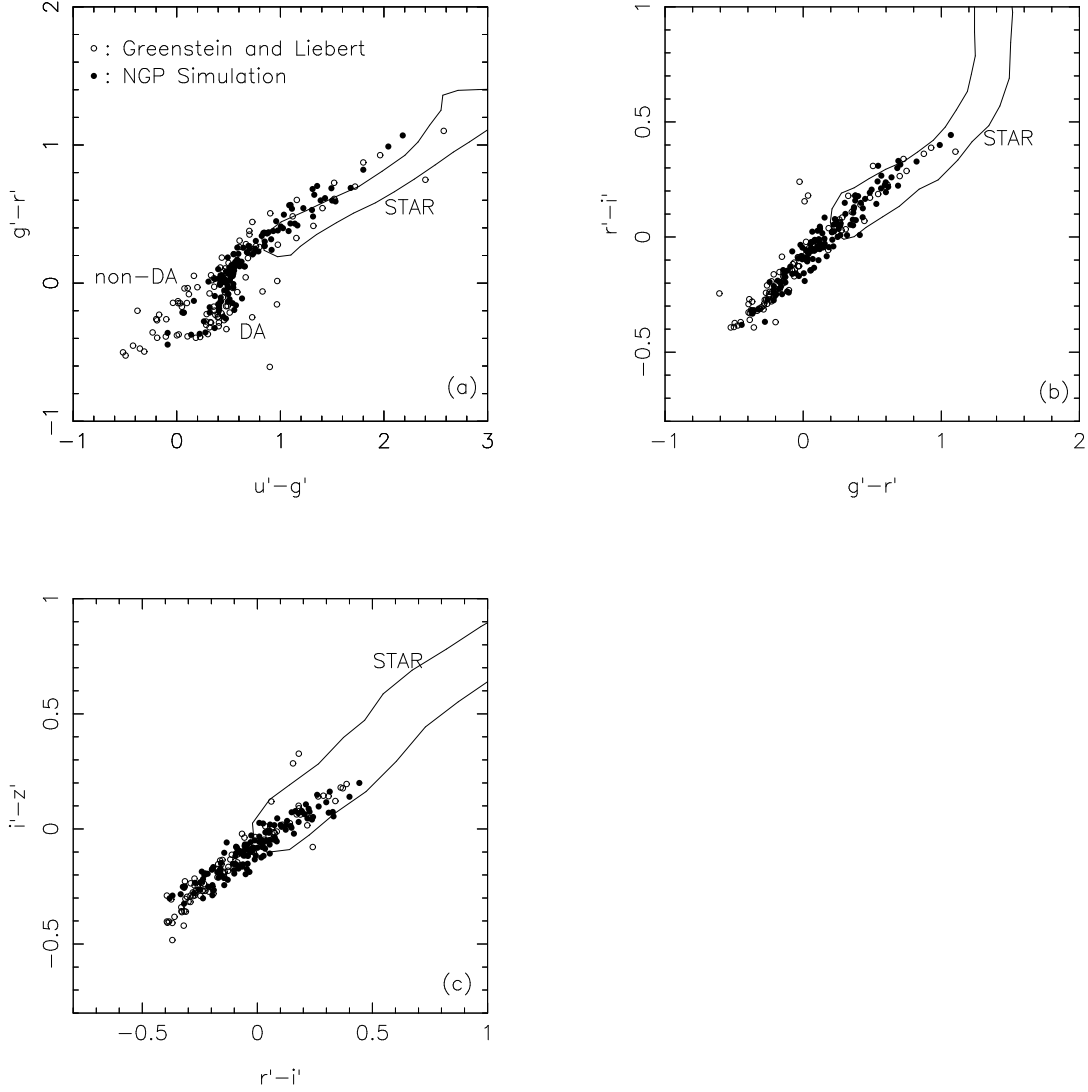 2
1
0
−1
g'−r'
○ : Greenstein and Liebert
● : NGP Simulation
STAR
non−DA
DA
(a)
−1 0 1 2 3
u'−g'
1
0.5
0
−0.5
r'−i'
STAR
(b)
−1 0 1 2
g'−r'
1
0.5
0
−0.5
i'−z'
STAR
(c)
−0.5 0 0.5 1
r'−i'